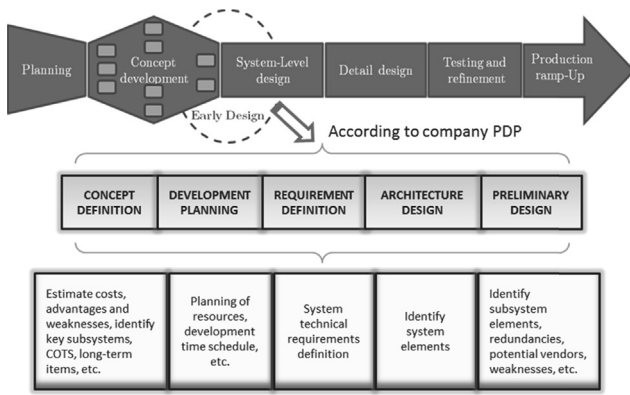 Planning
Concept
development
System-Level
design
Detail design
Testing and
refinement
Production
ramp-Up
Early Design
According to company PDP
CONCEPT
DEFINITION
DEVELOPMENT
PLANNING
REQUIREMENT
DEFINITION
ARCHITECTURE
DESIGN
PRELIMINARY
DESIGN
Estimate costs,
advantages and
weaknesses, identify
key subsystems,
COTS, long-term
items, etc.
Planning of
resources,
development
time schedule,
etc.
System
technical
requirements
definition
Identify
system
elements
Identify
subsystem
elements,
redundancies,
potential vendors,
weaknesses, etc.